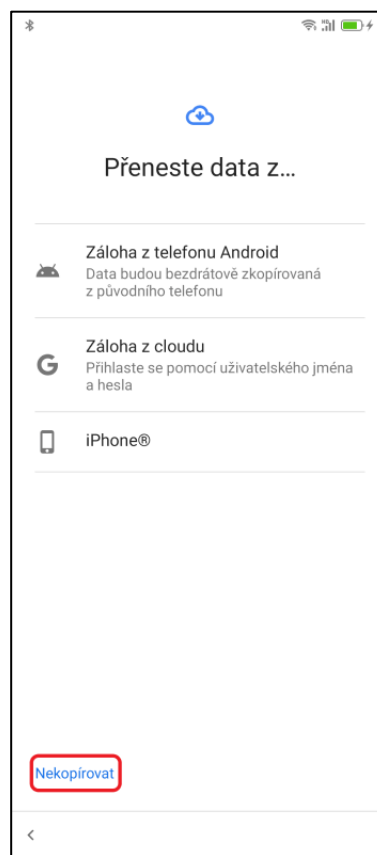 Přeneste data z...
Záloha z telefonu Android
Data budou bezdrátově zkopírovaná
z původního telefonu
Záloha z cloudu
Přihlaste se pomocí uživatelského jména
a hesla
iPhone®
Nekopírovat